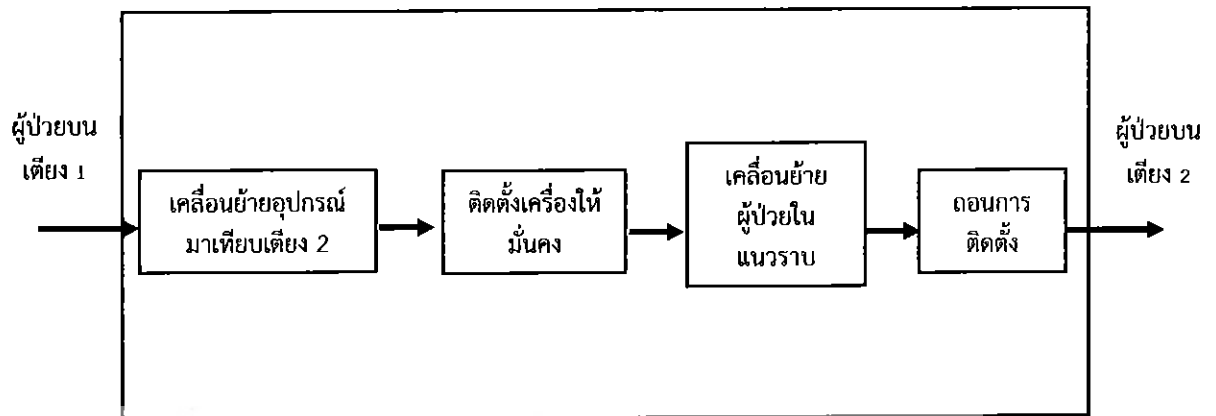 ผู้ป่วยบน
เตียง 1
เคลื่อนย้ายอุปกรณ์
มาเทียบเตียง 2
ติดตั้งเครื่องให้
มั่นคง
เคลื่อนย้าย
ผู้ป่วยใน
แนวราบ
ถอนการ
ติดตั้ง
ผู้ป่วยบน
เตียง 2